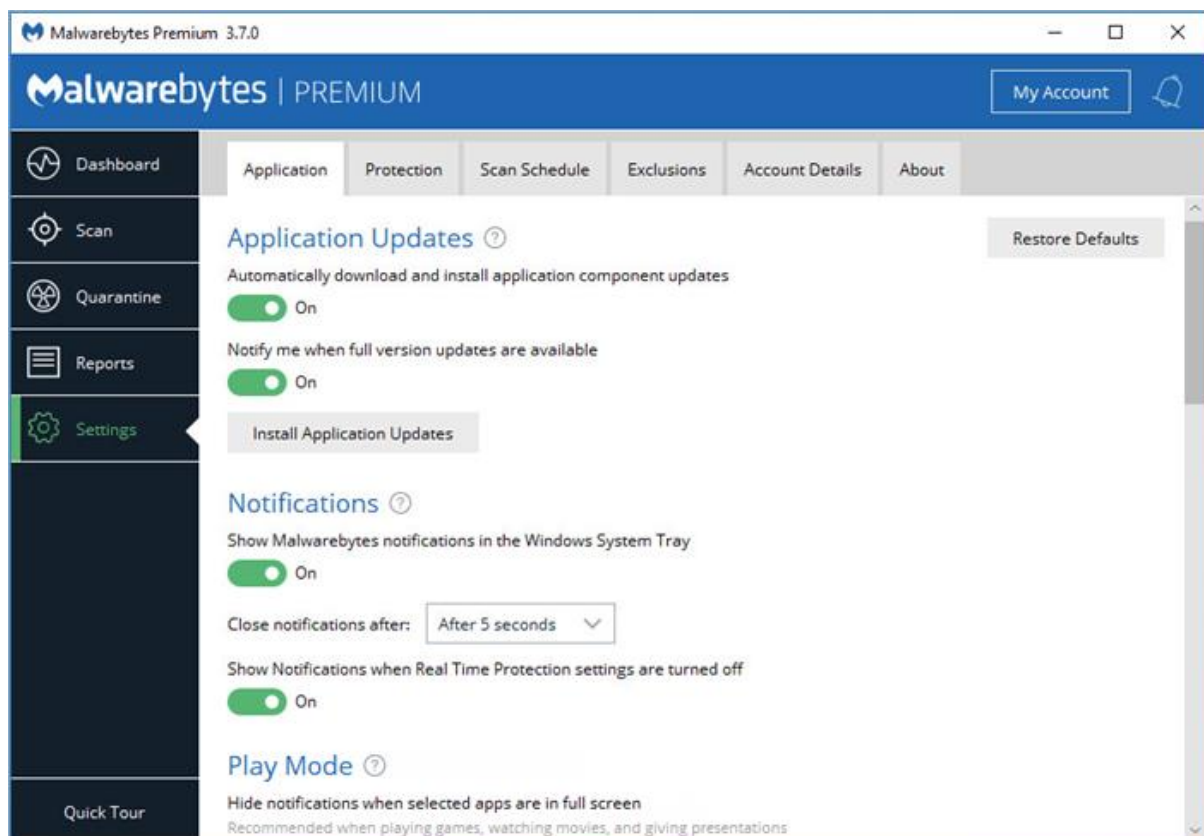 Malwarebytes Premium 3.7.0
Malwarebytes | PREMIUM
My Account
Dashboard
Scan
Quarantine
Reports
Settings
Quick Tour
Application
Protection
Scan Schedule
Exclusions
Account Details
About
Application Updates ?
Restore Defaults
Automatically download and install application component updates
On
Notify me when full version updates are available
On
Install Application Updates
Notifications ?
Show Malwarebytes notifications in the Windows System Tray
On
Close notifications after: After 5 seconds
Show Notifications when Real Time Protection settings are turned off
On
Play Mode ?
Hide notifications when selected apps are in full screen
Recommended when playing games, watching movies, and giving presentations